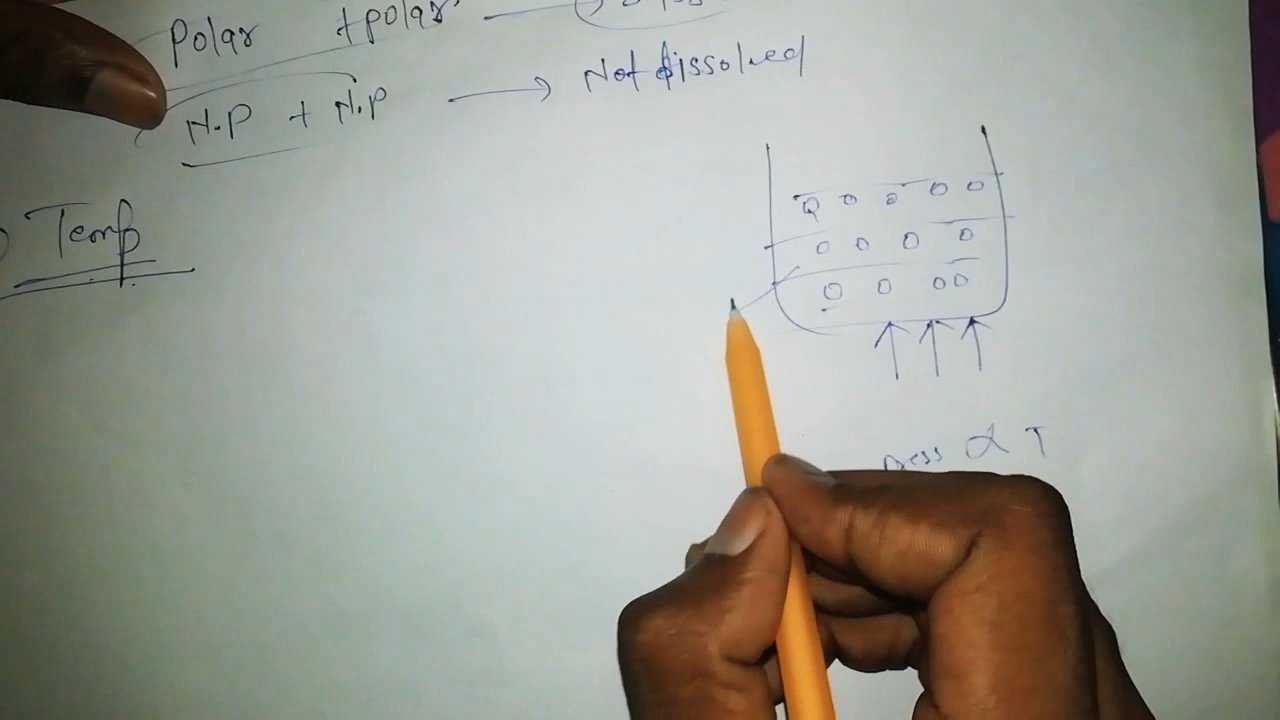 Polar + polar
N.P + N.P → Not dissolved
Temp
∝ T